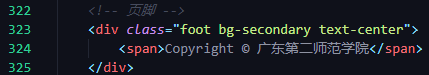 322 <!-- 页脚 -->
323 <div class="foot bg-secondary text-center">
324 <span>Copyright © 广东第二师范学院</span>
325 </div>